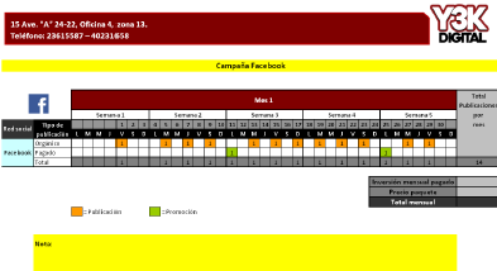 15 Ave. "A" 24-22, Oficina 4, zona 13.
Teléfono: 23615587 – 40231658
Y3K
DIGITAL
Campaña Facebook
Mes 1
Total
Publicaciones
por
mes
Semana 1 Semana 2 Semana 3 Semana 4 Semana 5
Red social
Tipo de
publicación
L M M J V S D L M M J V S D L M M J V S D L M M J V S D L M M J V S D
Facebook
Orgánico
Pagado
Total
14
Inversión mensual pagado
Precio paquete
Total mensual
= Publicación
= Promoción
Nota: